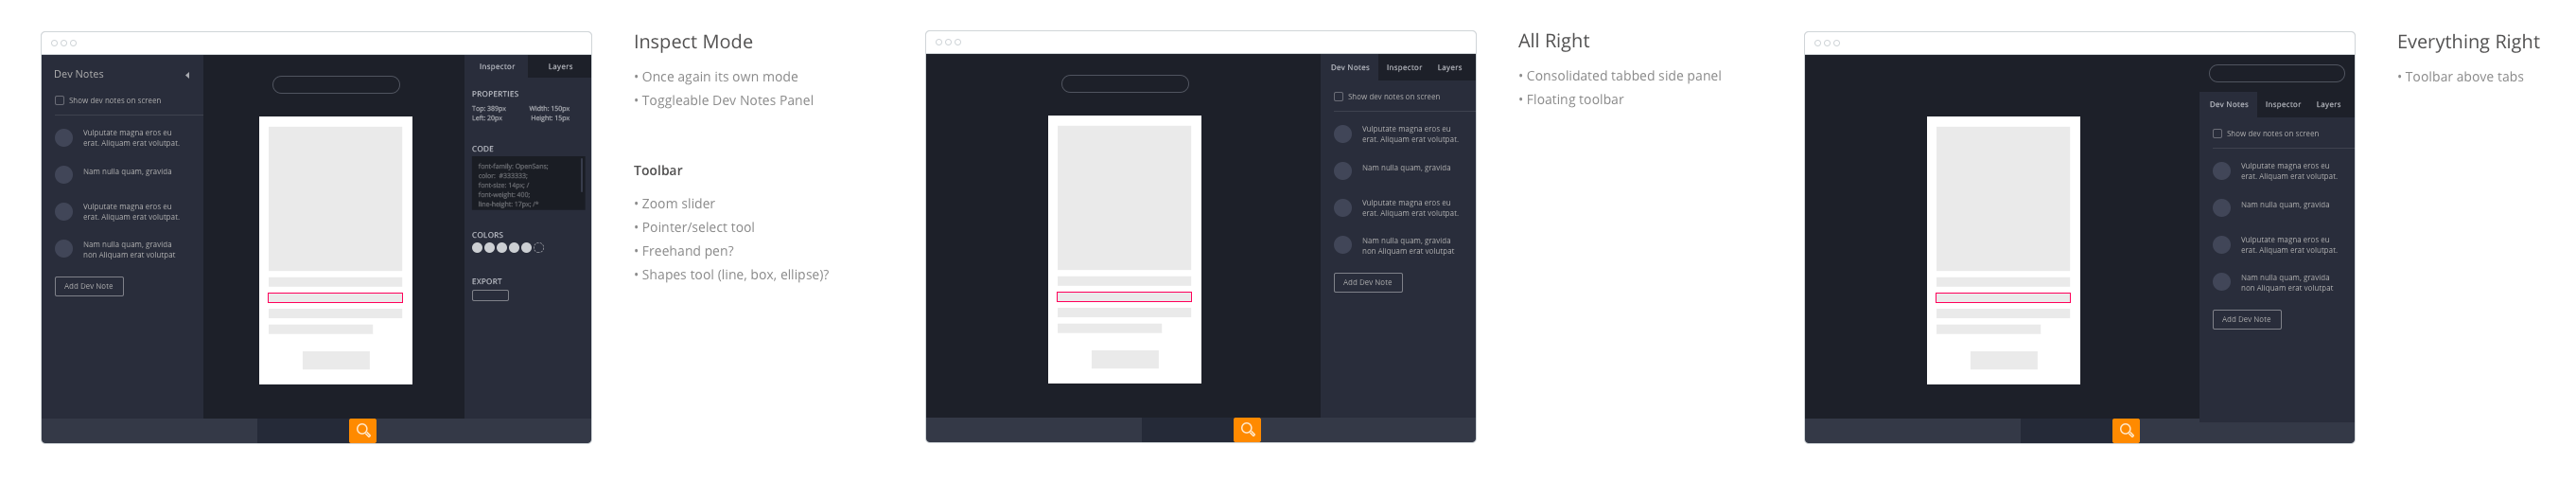 Dev Notes
Show dev notes on screen
Vulputate magna eros eu
erat. Aliquam erat volutpat.
Nam nulla quam, gravida
Vulputate magna eros eu
erat. Aliquam erat volutpat.
Nam nulla quam, gravida
non Aliquam erat volutpat
Add Dev Note
Inspector Layers
PROPERTIES
Top: 389px Width: 150px
Left: 20px Height: 15px
CODE
font-family: OpenSans;
color: #333333;
font-size: 14px; /
font-weight: 400;
line-height: 17px; /*
COLORS
EXPORT
Inspect Mode
• Once again its own mode
• Toggleable Dev Notes Panel
Toolbar
• Zoom slider
• Pointer/select tool
• Freehand pen?
• Shapes tool (line, box, ellipse)?
Dev Notes Inspector Layers
Show dev notes on screen
Vulputate magna eros eu
erat. Aliquam erat volutpat.
Nam nulla quam, gravida
Vulputate magna eros eu
erat. Aliquam erat volutpat.
Nam nulla quam, gravida
non Aliquam erat volutpat
Add Dev Note
All Right
• Consolidated tabbed side panel
• Floating toolbar
Dev Notes Inspector Layers
Show dev notes on screen
Vulputate magna eros eu
erat. Aliquam erat volutpat.
Nam nulla quam, gravida
Vulputate magna eros eu
erat. Aliquam erat volutpat.
Nam nulla quam, gravida
non Aliquam erat volutpat
Add Dev Note
Everything Right
• Toolbar above tabs